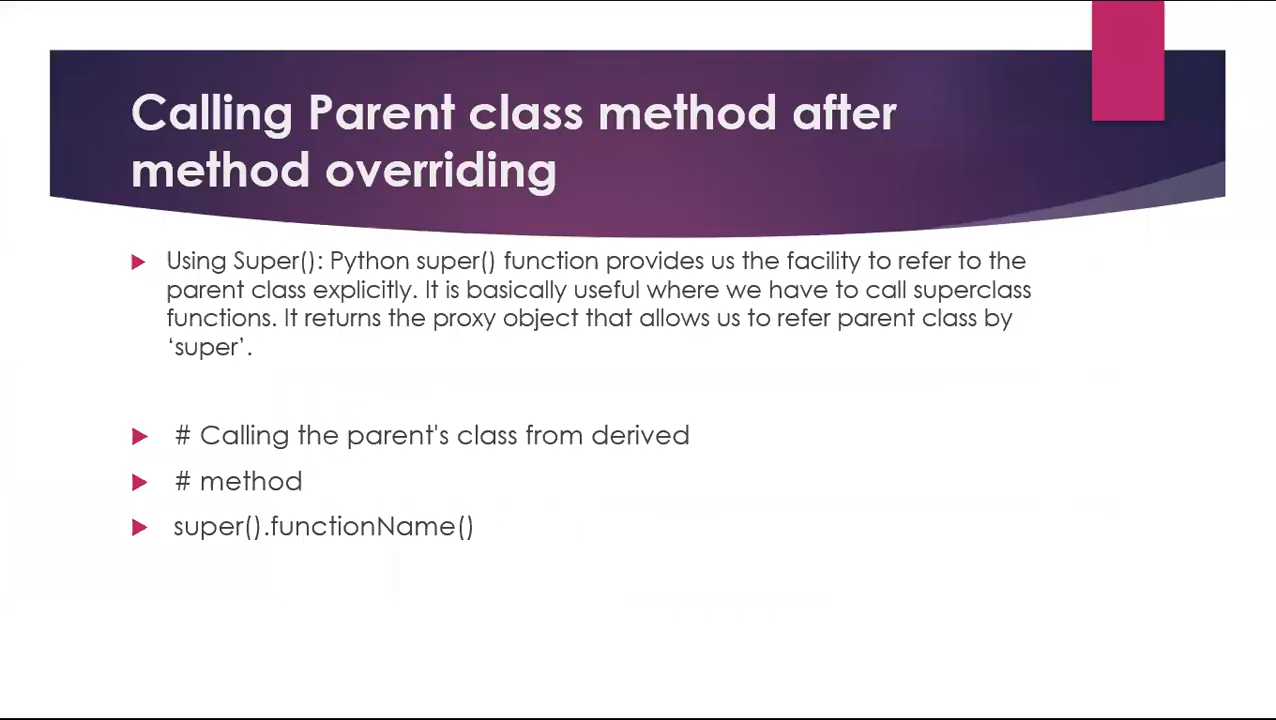 Calling Parent class method after
method overriding
Using Super(): Python super() function provides us the facility to refer to the
parent class explicitly. It is basically useful where we have to call superclass
functions. It returns the proxy object that allows us to refer parent class by
‘super’.
# Calling the parent's class from derived
# method
super().functionName()